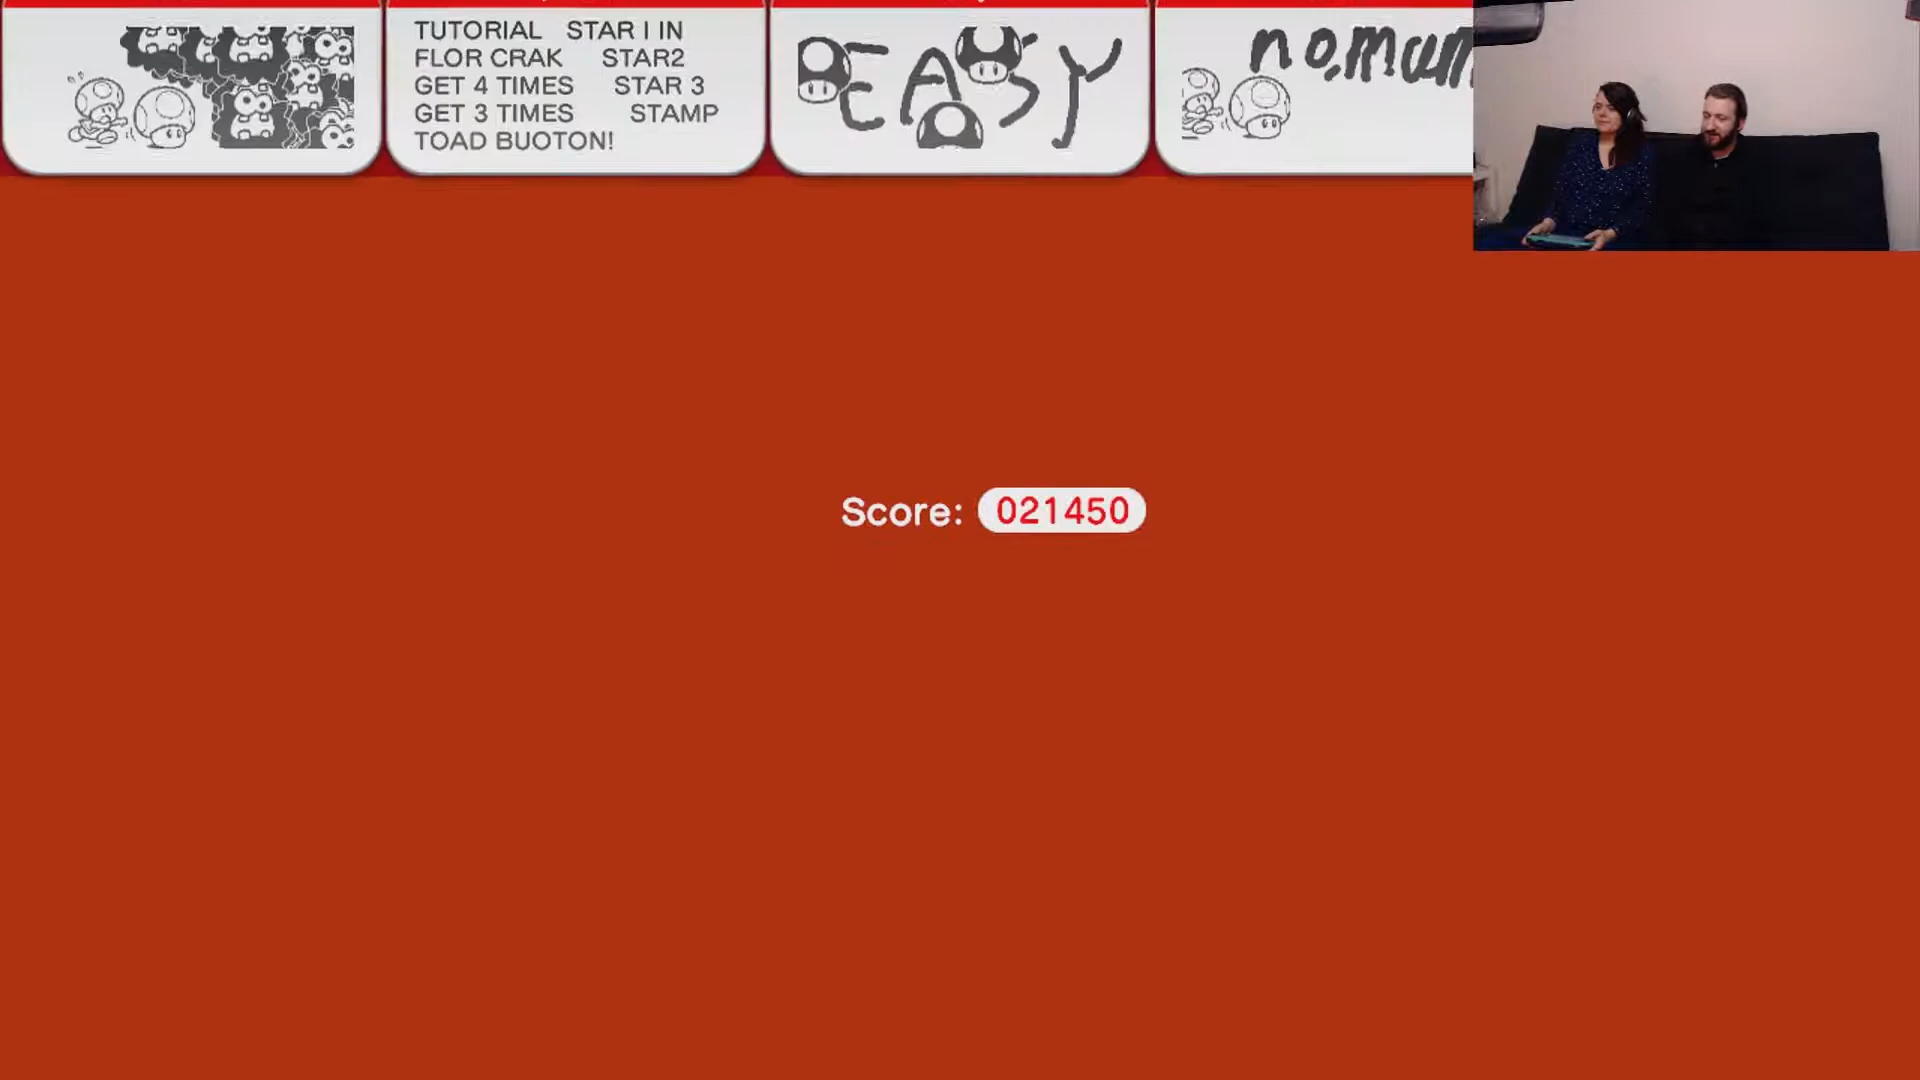 TUTORIAL STAR I IN
FLOR CRAK STAR2
GET 4 TIMES STAR 3
GET 3 TIMES STAMP
TOAD BUOTON!
EASY
Score: 021450